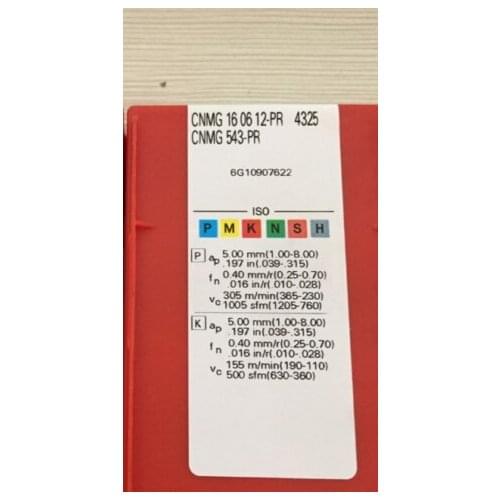 CNMG 16 06 12-PR 4325
CNMG 543-PR
6G10907622
ISO
P M K N S H
P ap 5.00 mm(1.00-8.00)
.197 in(.039-.315)
fn 0.40 mm/r(0.25-0.70)
.016 in/r(.010-.028)
vc 305 m/min(365-230)
1005 sfm(1205-760)
K ap 5.00 mm(1.00-8.00)
.197 in(.039-.315)
fn 0.40 mm/r(0.25-0.70)
.016 in/r(.010-.028)
vc 155 m/min(190-110)
500 sfm(630-360)